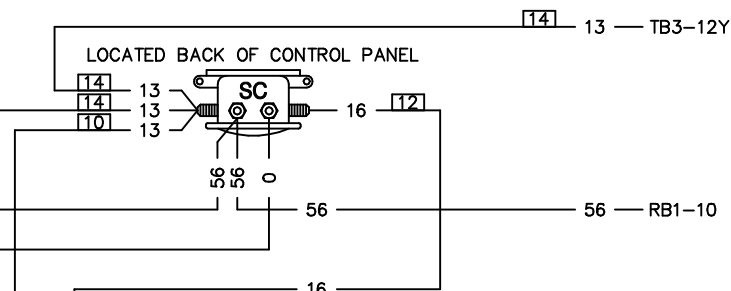 14 13 TB3-12Y
LOCATED BACK OF CONTROL PANEL
14 13
SC
14 13 16 12
10 13
56 56 0
56 56 RB1-10
16